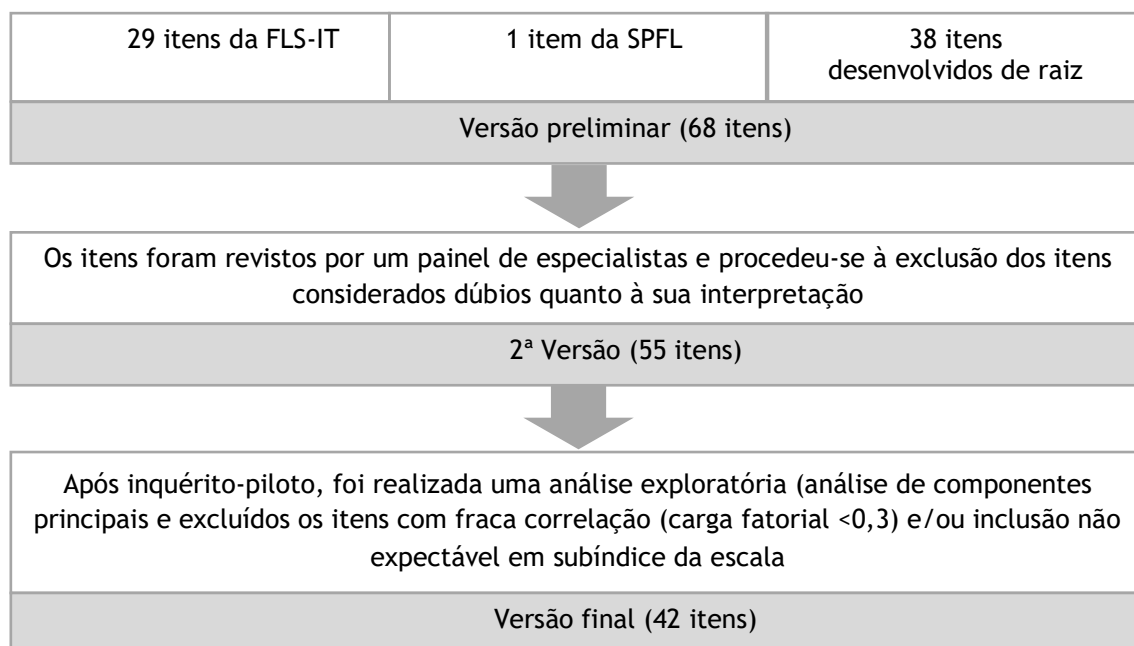 29 itens da FLS-IT
1 item da SPFL
38 itens
desenvolvidos de raiz
Versão preliminar (68 itens)
Os itens foram revistos por um painel de especialistas e procedeu-se à exclusão dos itens
considerados dúbios quanto à sua interpretação
2ª Versão (55 itens)
Após inquérito-piloto, foi realizada uma análise exploratória (análise de componentes
principais e excluídos os itens com fraca correlação (carga fatorial <0,3) e/ou inclusão não
expectável em subíndice da escala
Versão final (42 itens)